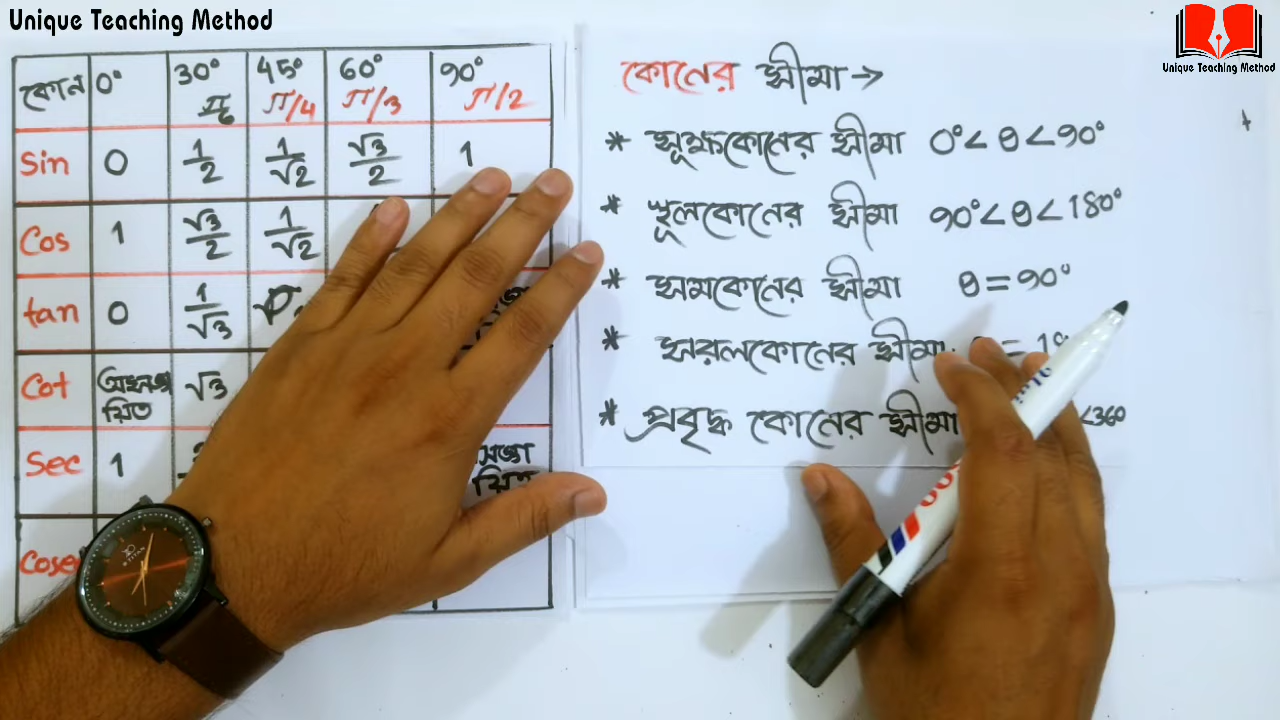 Unique Teaching Method
Unique Teaching Method
কোন 0° 30° 45° 60° 90°
π/6 π/4 π/3 π/2
Sin 0 1/2 1/√2 √3/2 1
Cos 1 √3/2 1/√2
tan 0 1/√3
Cot অসংজ্ঞায়িত √3
Sec 1
কোনের সীমা →
* সূক্ষকোনের সীমা 0°< θ < 90°
* স্থূলকোনের সীমা 90°< θ < 180°
* সমকোনের সীমা θ = 90°
* সরলকোনের সীমা =
* প্রবৃদ্ধ কোনের সীমা <360